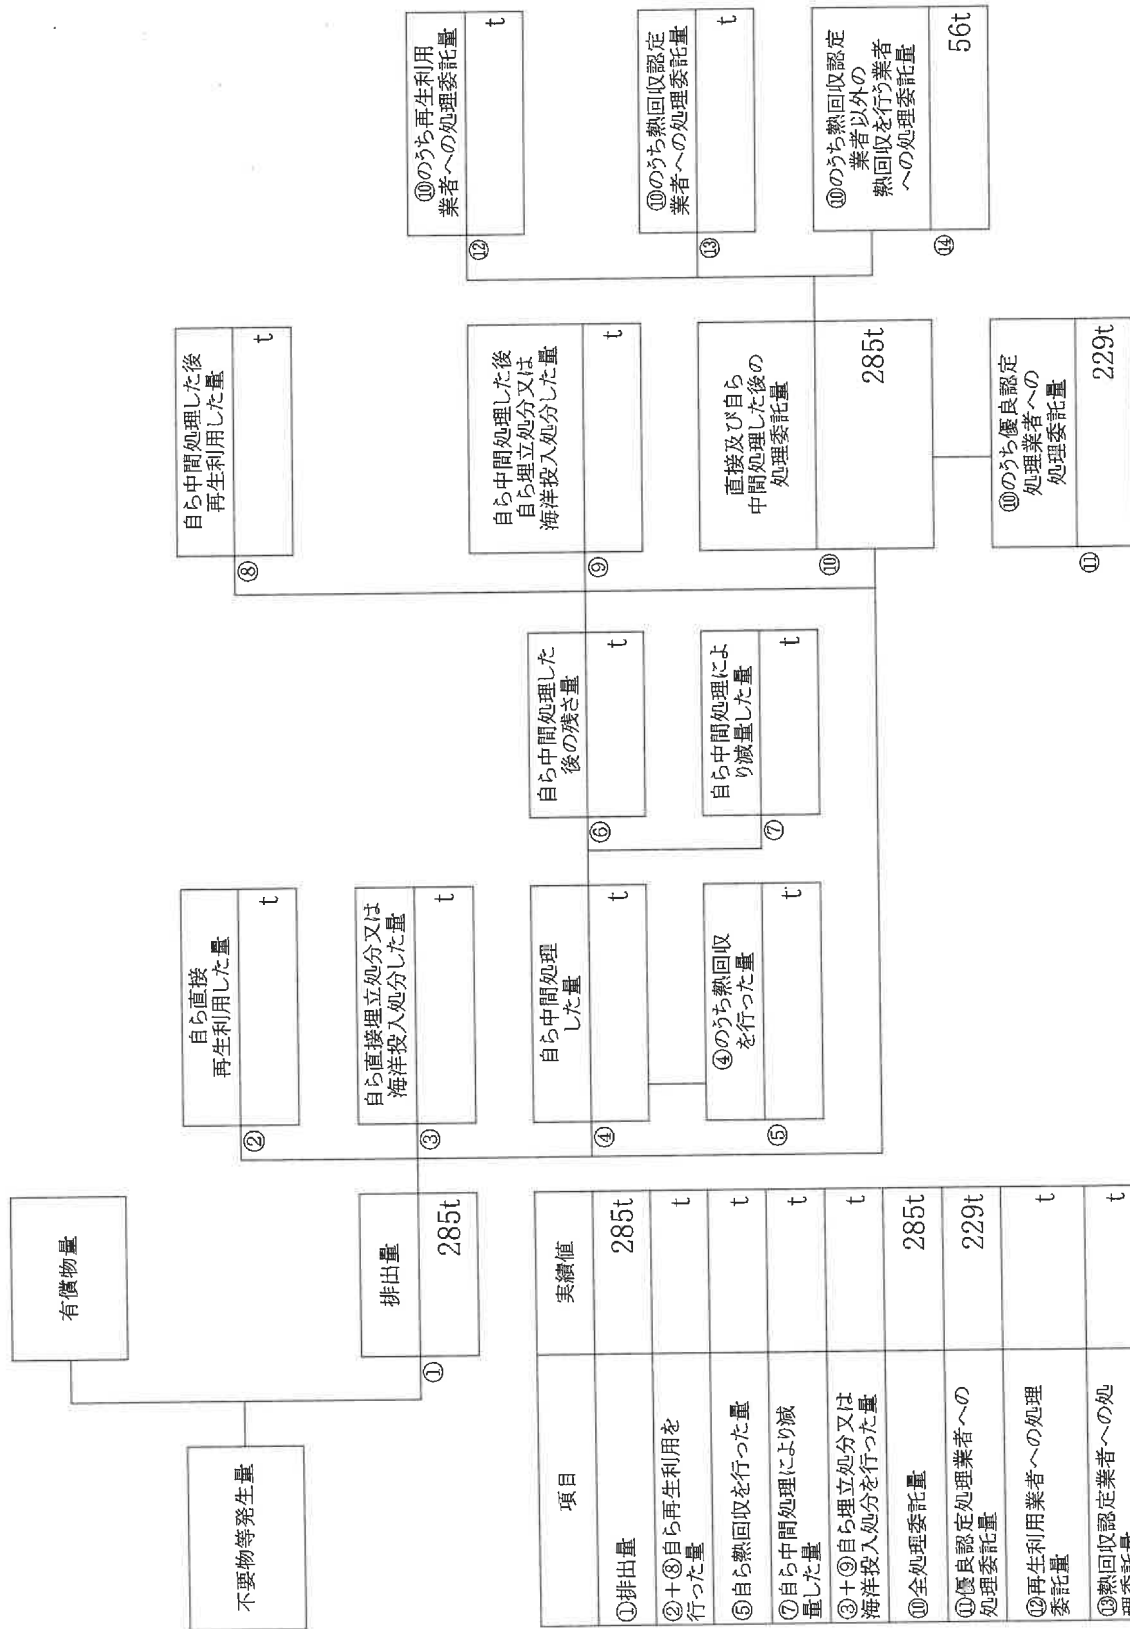 不要物等発生量
有償物量
排出量
①
285t
自ら直接
再生利用した量
②
t
自ら直接埋立処分又は
海洋投入処分した量
③
t
自ら中間処理
した量
④
t
④のうち熱回収
を行った量
⑤
t
自ら中間処理した
後の残さ量
⑥
t
自ら中間処理によ
り減量した量
⑦
t
自ら中間処理した後
再生利用した量
⑧
t
自ら中間処理した後
自ら埋立処分又は
海洋投入処分した量
⑨
t
直接及び自ら
中間処理した後の
処理委託量
⑩
285t
⑩のうち優良認定
処理業者への
処理委託量
⑪
229t
⑩のうち再生利用
業者への処理委託量
⑫
t
⑩のうち熱回収認定
業者への処理委託量
⑬
t
⑩のうち熱回収認定
業者以外の
熱回収を行う業者
への処理委託量
⑭
56t
項目 実績値
①排出量 285t
②+⑧自ら再生利用を
行った量 t
⑤自ら熱回収を行った量 t
⑦自ら中間処理により減
量した量 t
③+⑨自ら埋立処分又は
海洋投入処分を行った量 t
⑩全処理委託量 285t
⑪優良認定処理業者への
処理委託量 229t
⑫再生利用業者への処理
委託量 t
⑬熱回収認定業者への処
理委託量 t